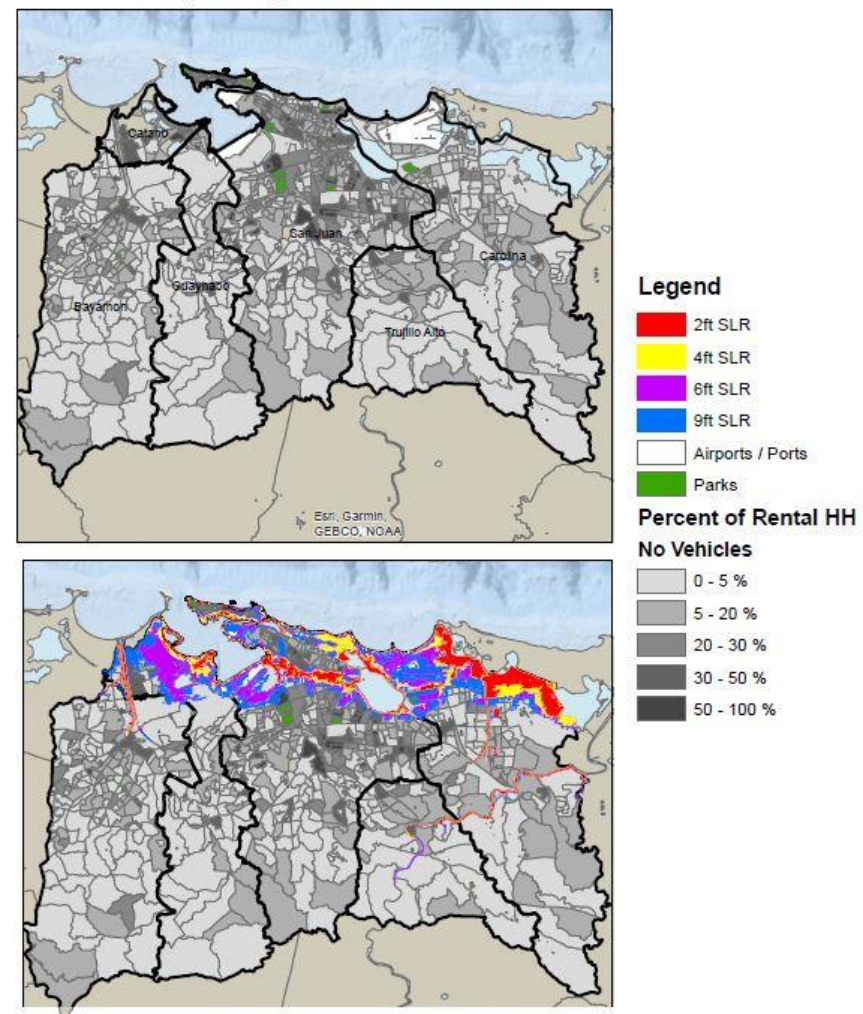 Cataño
San Juan
Carolina
Guaynabo
Bayamon
Trujillo Alto
Esri, Garmin,
GEBCO, NOAA
Legend
2ft SLR
4ft SLR
6ft SLR
9ft SLR
Airports / Ports
Parks
Percent of Rental HH
No Vehicles
0 - 5 %
5 - 20 %
20 - 30 %
30 - 50 %
50 - 100 %